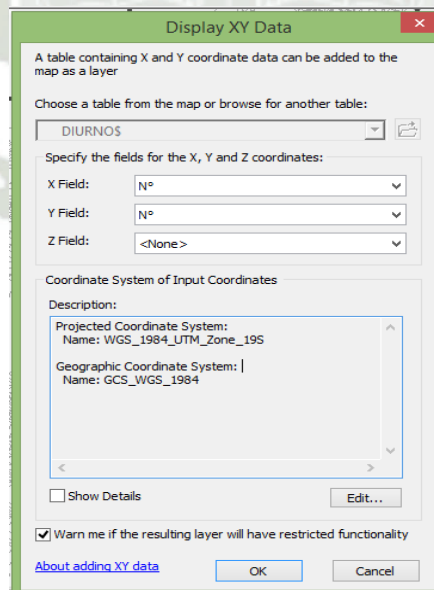 Display XY Data
A table containing X and Y coordinate data can be added to the
map as a layer
Choose a table from the map or browse for another table:
DIURNO$
Specify the fields for the X, Y and Z coordinates:
X Field: N°
Y Field: N°
Z Field: <None>
Coordinate System of Input Coordinates
Description:
Projected Coordinate System:
Name: WGS_1984_UTM_Zone_19S
Geographic Coordinate System:
Name: GCS_WGS_1984
Show Details Edit...
Warn me if the resulting layer will have restricted functionality
About adding XY data OK Cancel